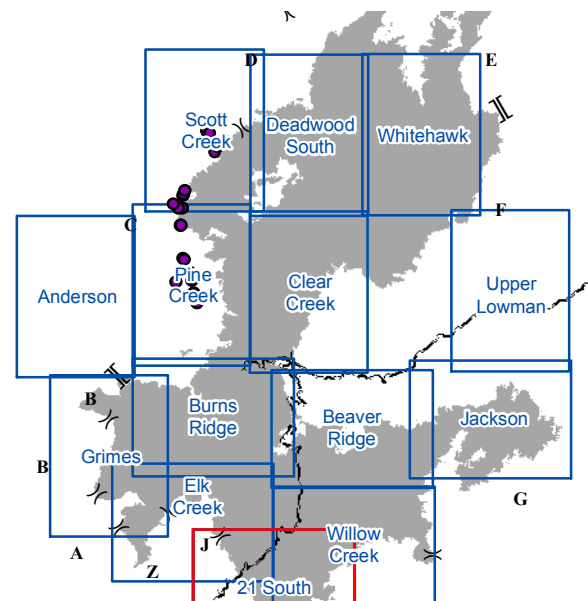 D
E
Scott
Creek
Deadwood
South
Whitehawk
C
F
Anderson
Pine
Creek
Clear
Creek
Upper
Lowman
B
Burns
Ridge
Beaver
Ridge
Jackson
B
Grimes
Elk
Creek
G
A
J
Willow
Creek
Z
21 South